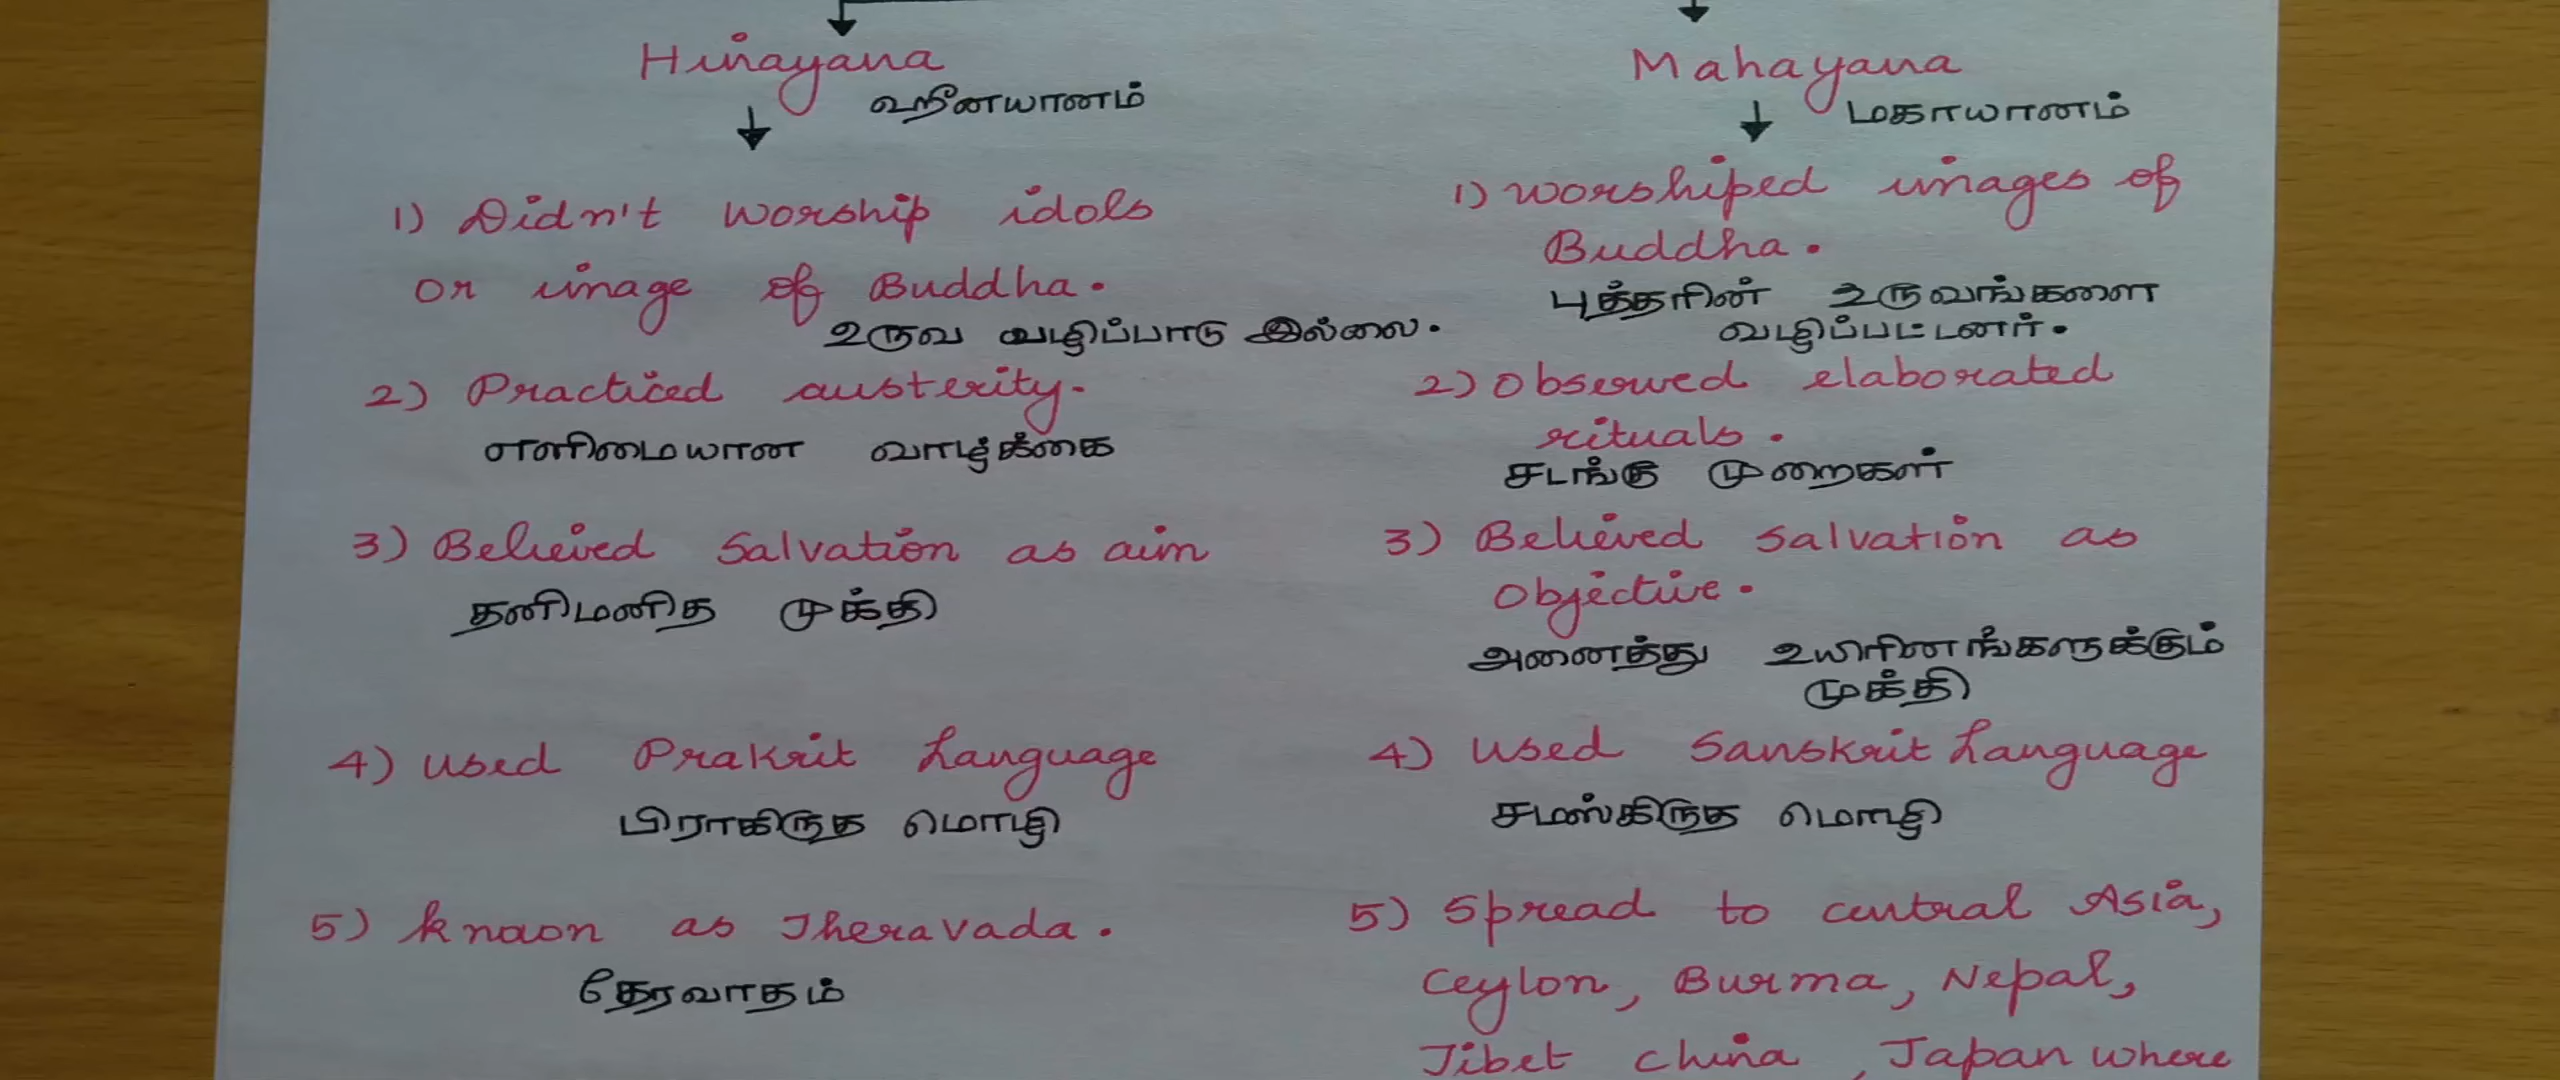 Hinayana
ஹீனயானம்
1) Didn't worship idols
or image of Buddha.
உருவ வழிப்பாடு இல்லை.
2) Practiced austerity.
எளிமையான வாழ்க்கை
3) Believed Salvation as aim
தனிமனித முக்தி
4) Used Prakrit Language
பிராகிருத மொழி
5) Known as Theravada.
தேரவாதம்
Mahayana
மகாயானம்
1) Worshiped images of
Buddha.
புத்தரின் உருவங்களை
வழிப்பட்டனர்.
2) Observed elaborated
rituals.
சடங்கு முறைகள்
3) Believed Salvation as
Objective.
அனைத்து உயிரினங்களுக்கும்
முக்தி
4) Used Sanskrit Language
சமஸ்கிருத மொழி
5) Spread to central Asia,
Ceylon, Burma, Nepal,
Tibet China, Japan where